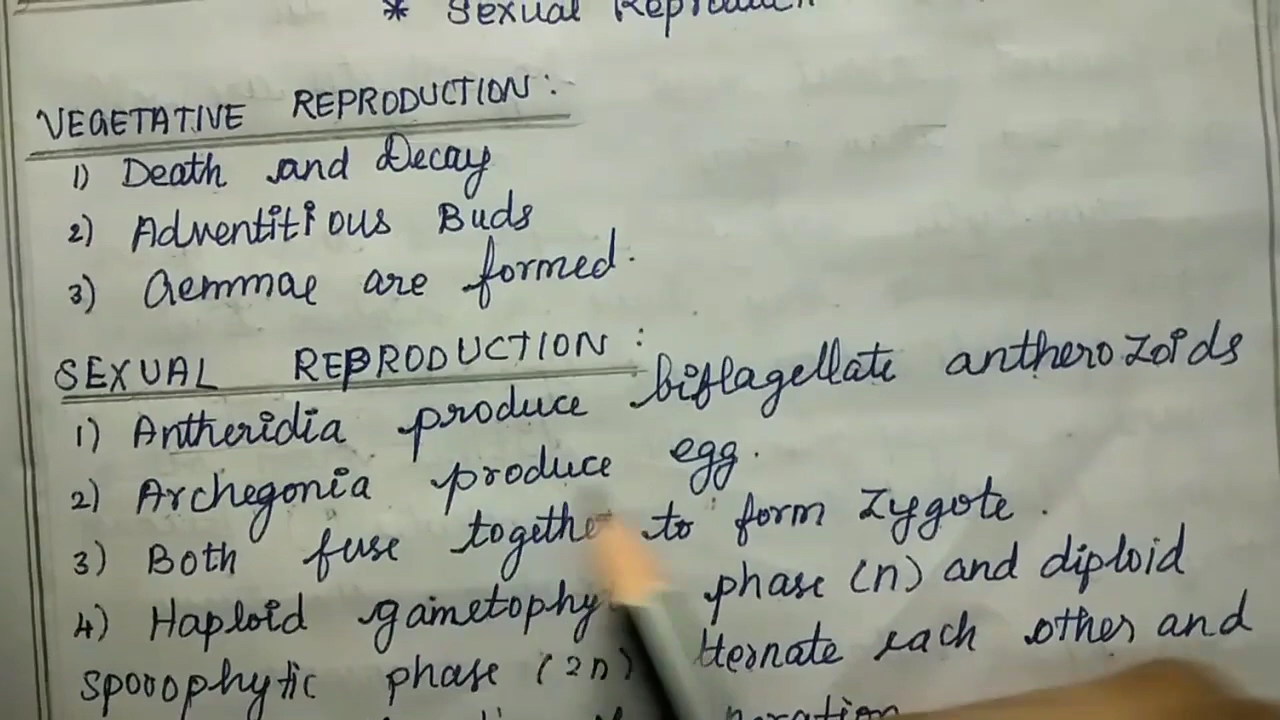 * Sexual
VEGETATIVE REPRODUCTION:
1) Death and Decay
2) Adventitious Buds
3) Gemmae are formed.
SEXUAL REPRODUCTION:
1) Antheridia produce biflagellate antherozoids
2) Archegonia produce egg.
3) Both fuse together to form Zygote.
4) Haploid phase (n) and diploid
sporophytic phase (2n) each other and